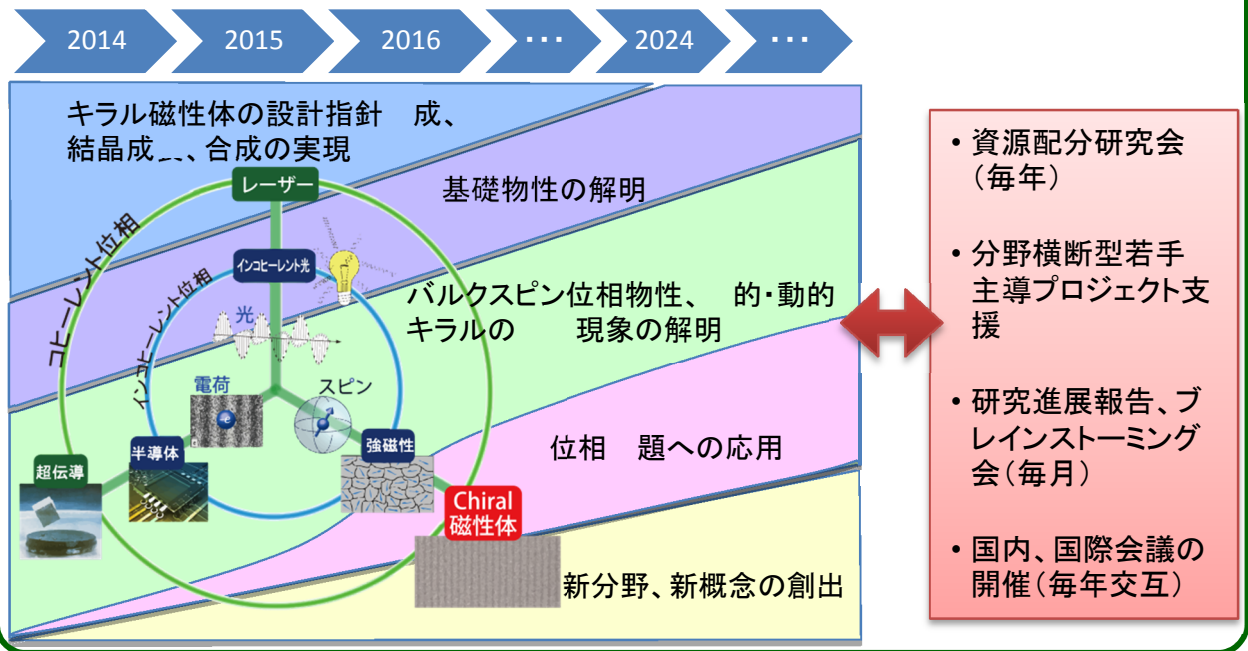 2014
2015
2016
・・・
2024
・・・
キラル磁性体の設計指針 成、
結晶成 、合成の実現
レーザー
基礎物性の解明
コヒーレント位相
インコヒーレント位相
インコヒーレント光
光
バルクスピン位相物性、 的・動的
キラルの 現象の解明
電荷
スピン
-e
半導体
強磁性
超伝導
位相 題への応用
Chiral
磁性体
新分野、新概念の創出
• 資源配分研究会
(毎年)
• 分野横断型若手
主導プロジェクト支
援
• 研究進展報告、ブ
レインストーミング
会(毎月)
• 国内、国際会議の
開催(毎年交互)